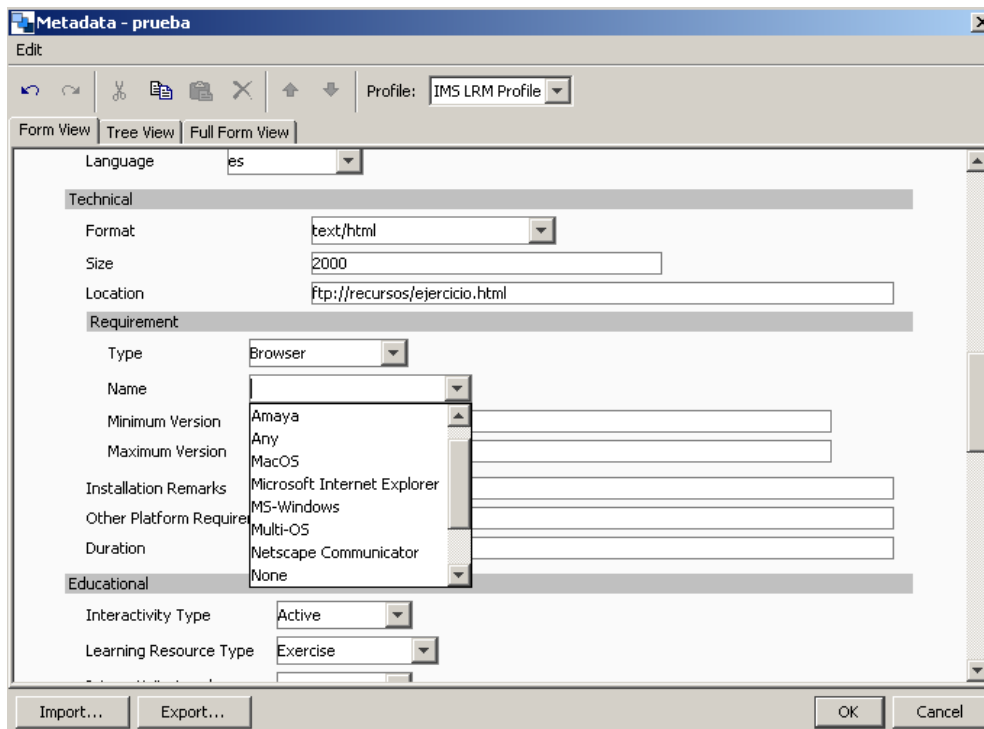 Metadata - prueba
Edit
Profile: IMS LRM Profile
Form View Tree View Full Form View
Language es
Technical
Format text/html
Size 2000
Location ftp://recursos/ejercicio.html
Requirement
Type Browser
Name
Amaya
Minimum Version
Any
Maximum Version
MacOS
Installation Remarks
Microsoft Internet Explorer
MS-Windows
Other Platform Require
Multi-OS
Duration
Netscape Communicator
None
Educational
Interactivity Type Active
Learning Resource Type Exercise
Import... Export... OK Cancel